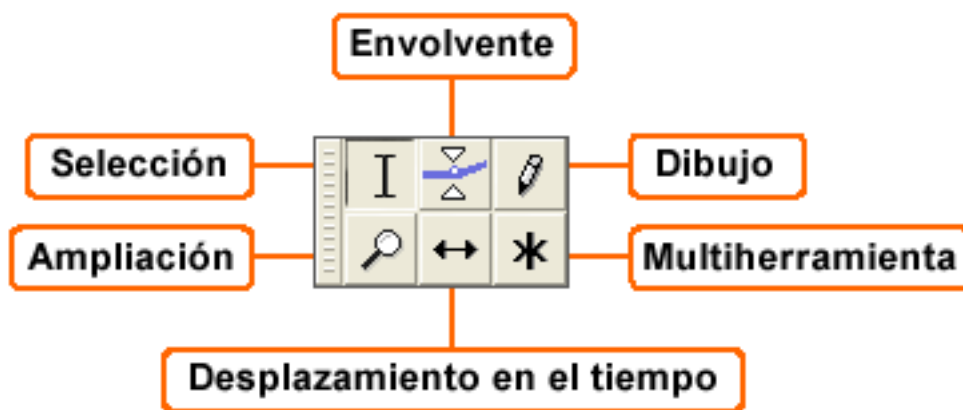 Envolvente
Selección
Dibujo
Ampliación
Multiherramienta
Desplazamiento en el tiempo